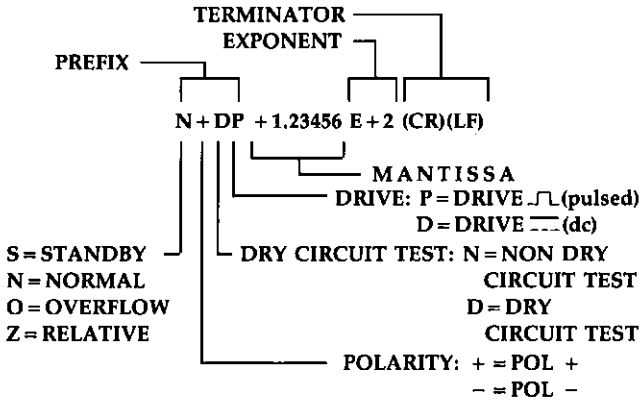 TERMINATOR
EXPONENT
PREFIX
N+DP +1.23456 E+2 (CR)(LF)
MANTISSA
DRIVE: P=DRIVE (pulsed)
D=DRIVE (dc)
S=STANDBY
N=NORMAL
O=OVERFLOW
Z=RELATIVE
DRY CIRCUIT TEST: N=NON DRY
CIRCUIT TEST
D=DRY
CIRCUIT TEST
POLARITY: + =POL +
− =POL −